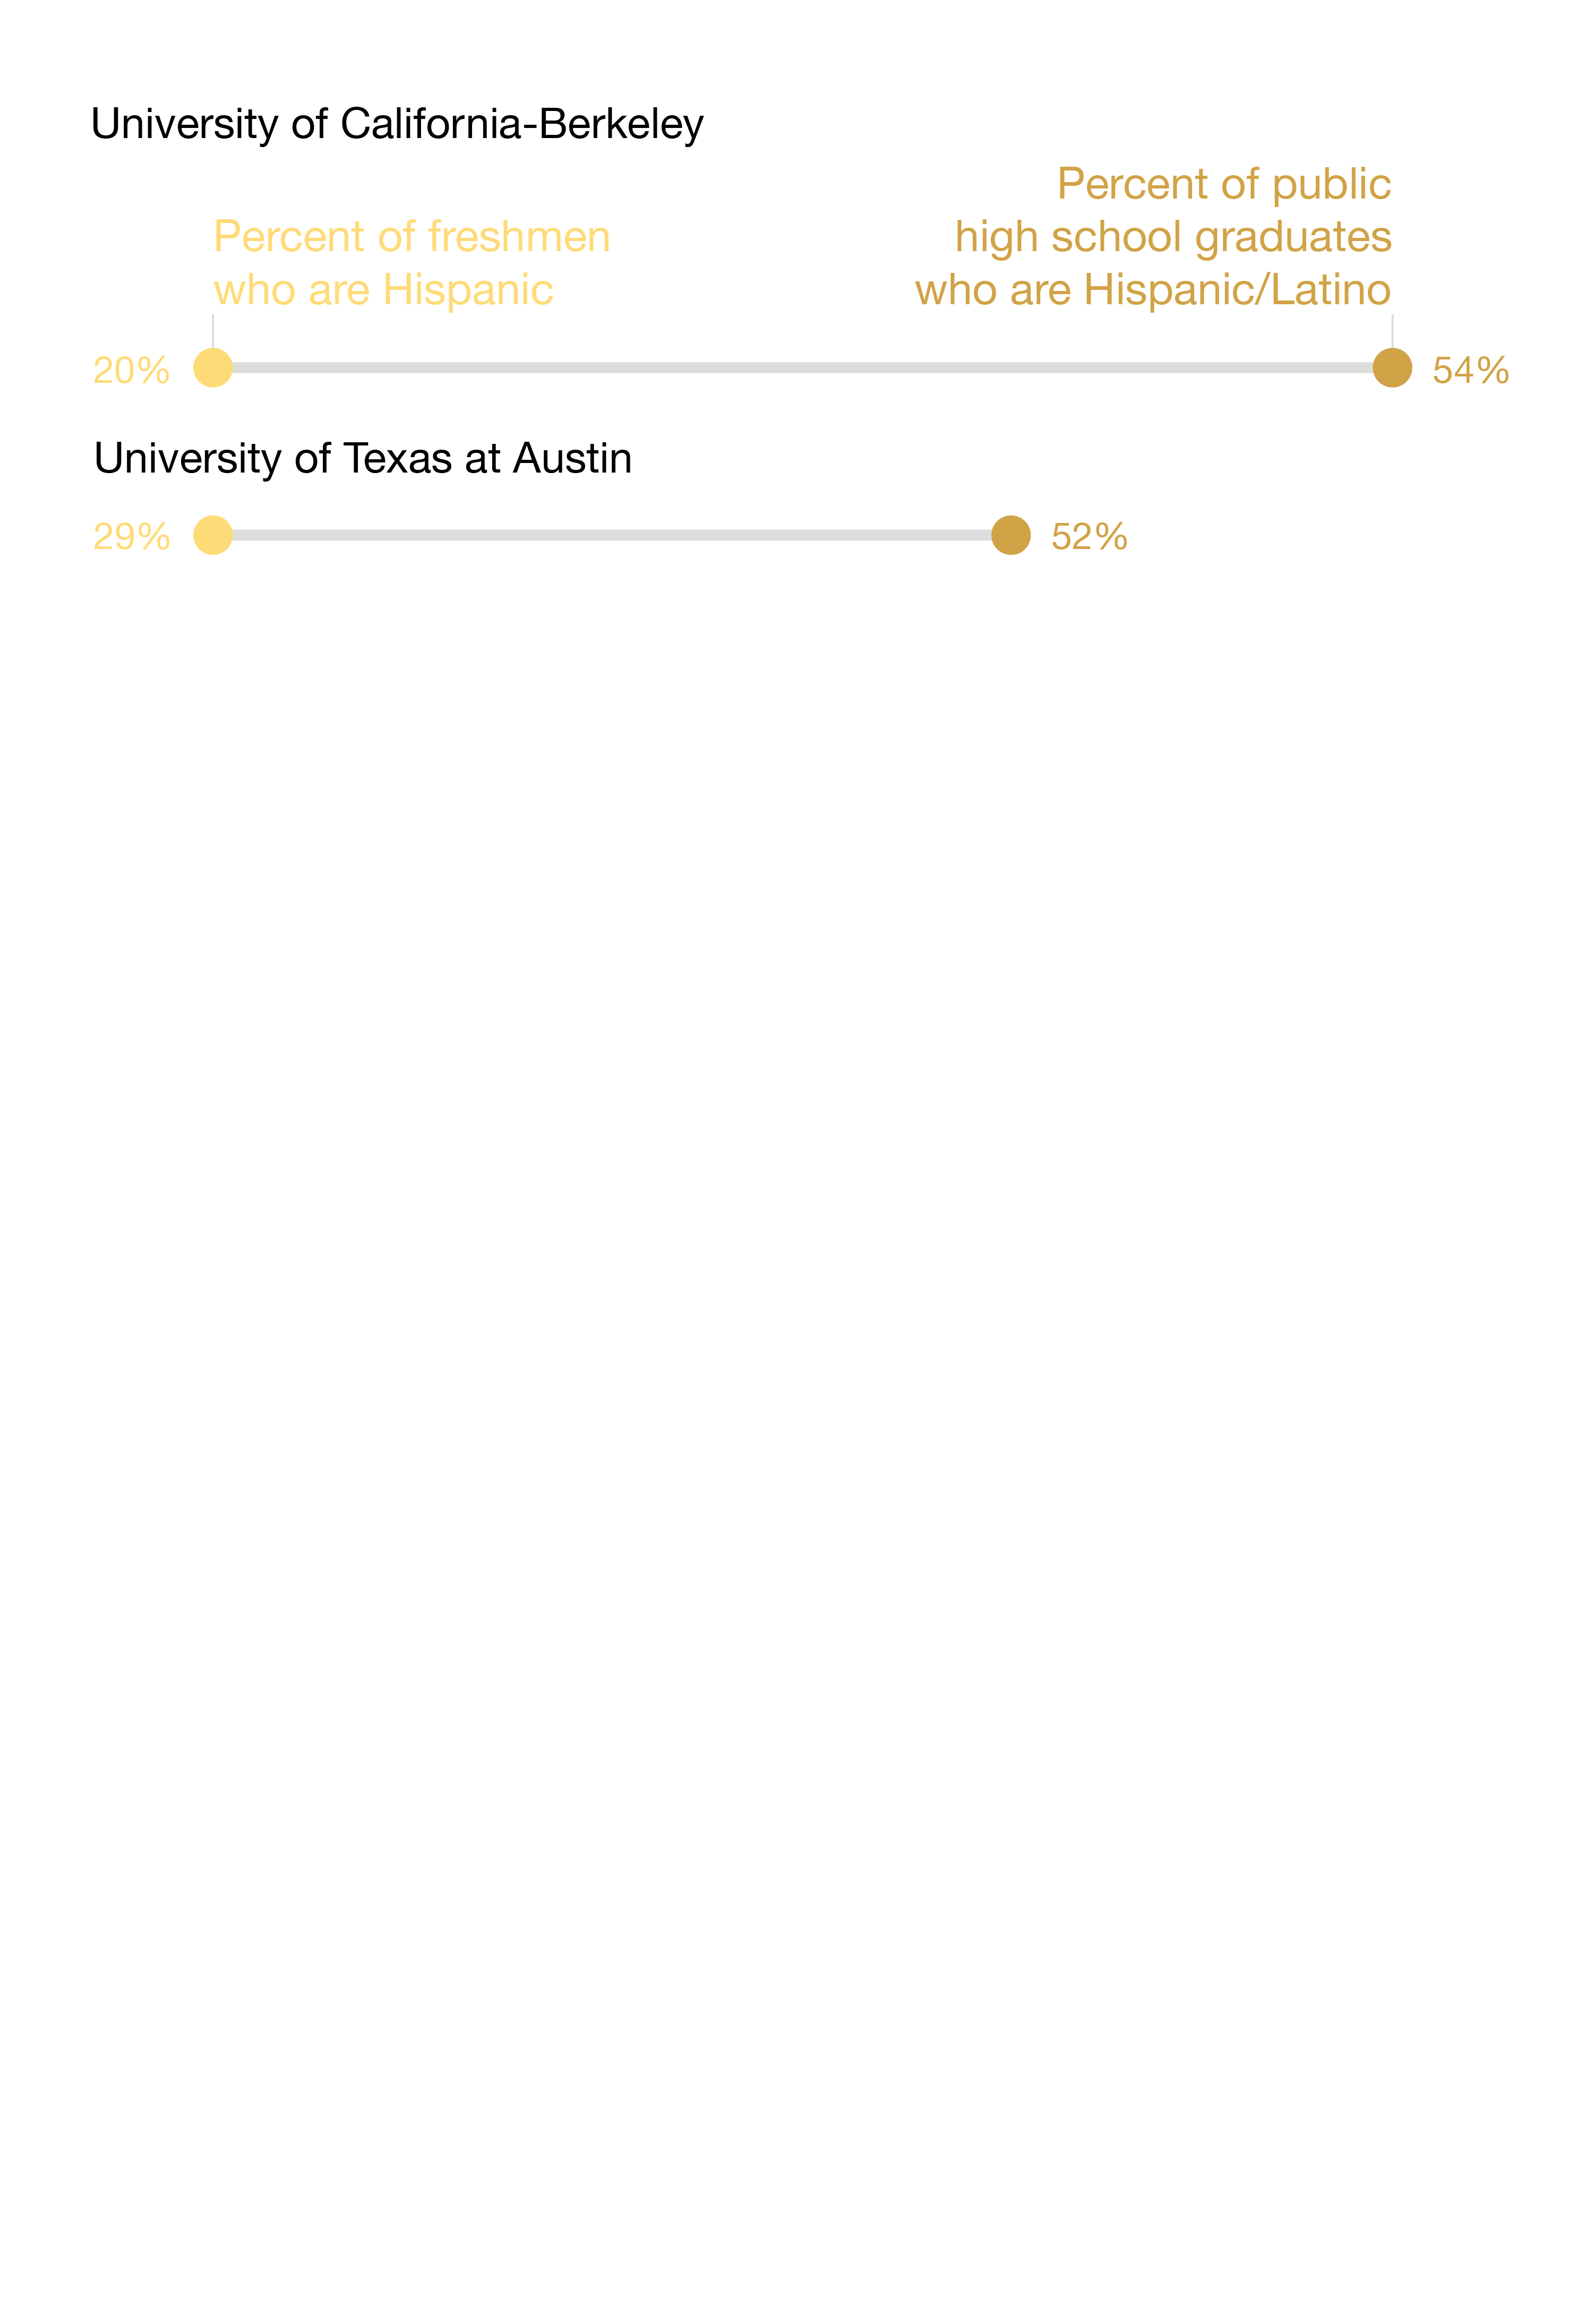 University of California-Berkeley
Percent of freshmen
who are Hispanic
Percent of public
high school graduates
who are Hispanic/Latino
20%
54%
University of Texas at Austin
29%
52%